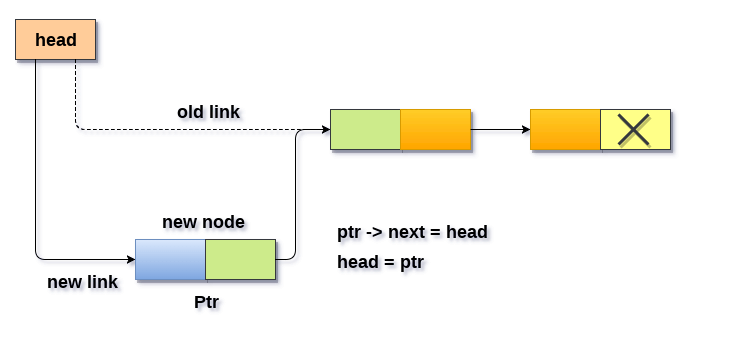 head
old link
new node
ptr -> next = head
head = ptr
new link
Ptr